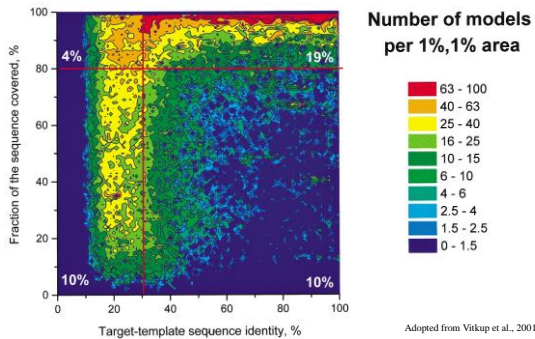 Number of models
per 1%,1% area
100
80
60
40
20
0
Fraction of the sequence covered, %
4%
19%
10%
10%
0
20
40
60
80
100
Target-template sequence identity, %
63 - 100
40 - 63
25 - 40
16 - 25
10 - 15
6 - 10
4 - 6
2.5 - 4
1.5 - 2.5
0 - 1.5
Adopted from Vitkup et al., 2001